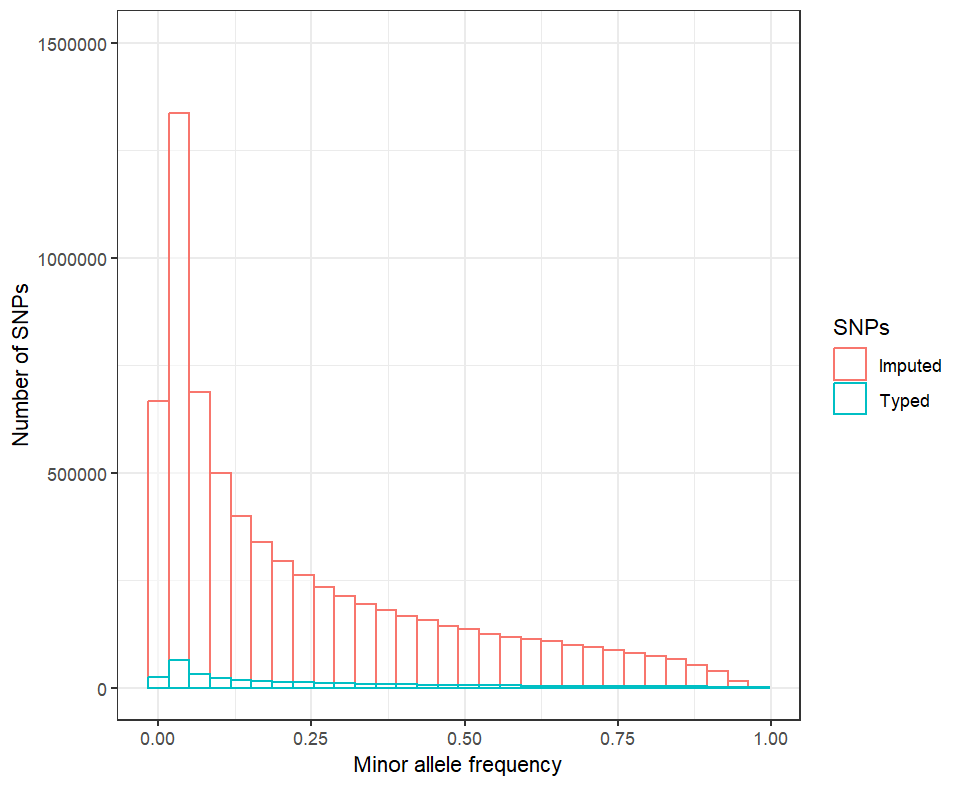 1500000
1000000
500000
0
Number of SNPs
0.00
0.25
0.50
0.75
1.00
Minor allele frequency
SNPs
Imputed
Typed